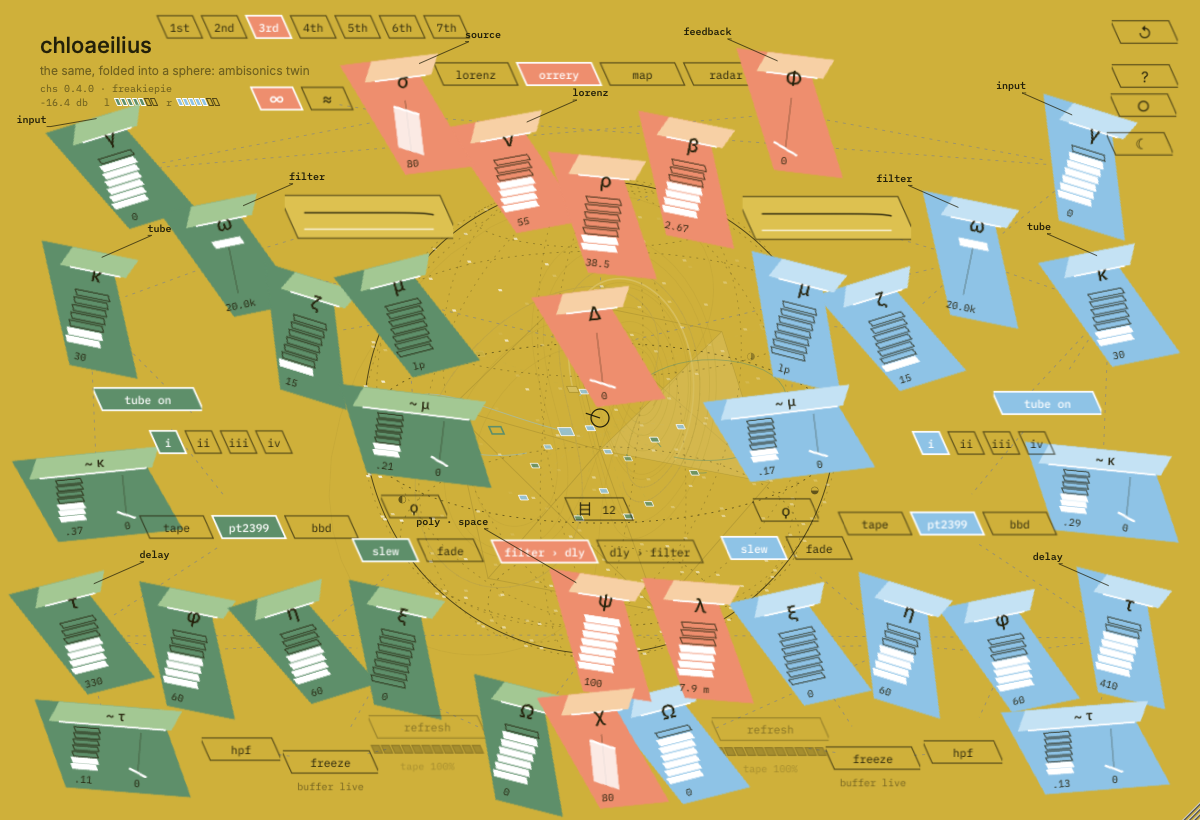 1st 2nd 3rd 4th 5th 6th 7th
source
feedback
chloaeilius
the same, folded into a sphere: ambisonics twin
chs 0.4.0 · freakiepie
-16.4 db l r
∞ ≈
lorenz orrery map radar
lorenz
?
input
input
σ
80
ν
55
ρ
38.5
β
2.67
Φ
0
γ
0
γ
0
filter
filter
ω
20.0k
ω
20.0k
tube
tube
κ
30
κ
30
ζ
15
μ
lp
μ
lp
ζ
15
Δ
0
tube on
tube on
~ μ
.21 0
~ μ
.17 0
i ii iii iv
i ii iii iv
~ κ
.37 0
~ κ
.29 0
ϙ
12
ϙ
poly · space
tape pt2399 bbd
tape pt2399 bbd
slew fade
filter › dly dly › filter
slew fade
delay
delay
τ
330
φ
60
η
60
ξ
0
ψ
100
λ
7.9 m
ξ
0
η
60
φ
60
τ
410
~ τ
.11 0
~ τ
.13 0
Ω
0
χ
80
Ω
0
refresh
refresh
tape 100%
tape 100%
hpf
freeze
buffer live
hpf
freeze
buffer live